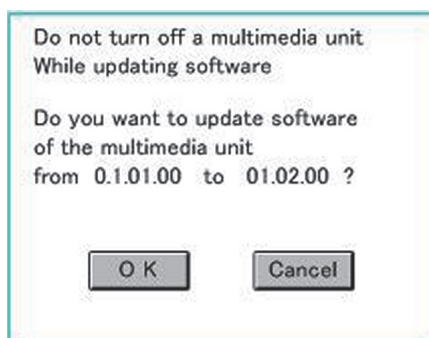 Do not turn off a multimedia unit
While updating software
Do you want to update software
of the multimedia unit
from 0.1.01.00 to 01.02.00 ?
O K
Cancel